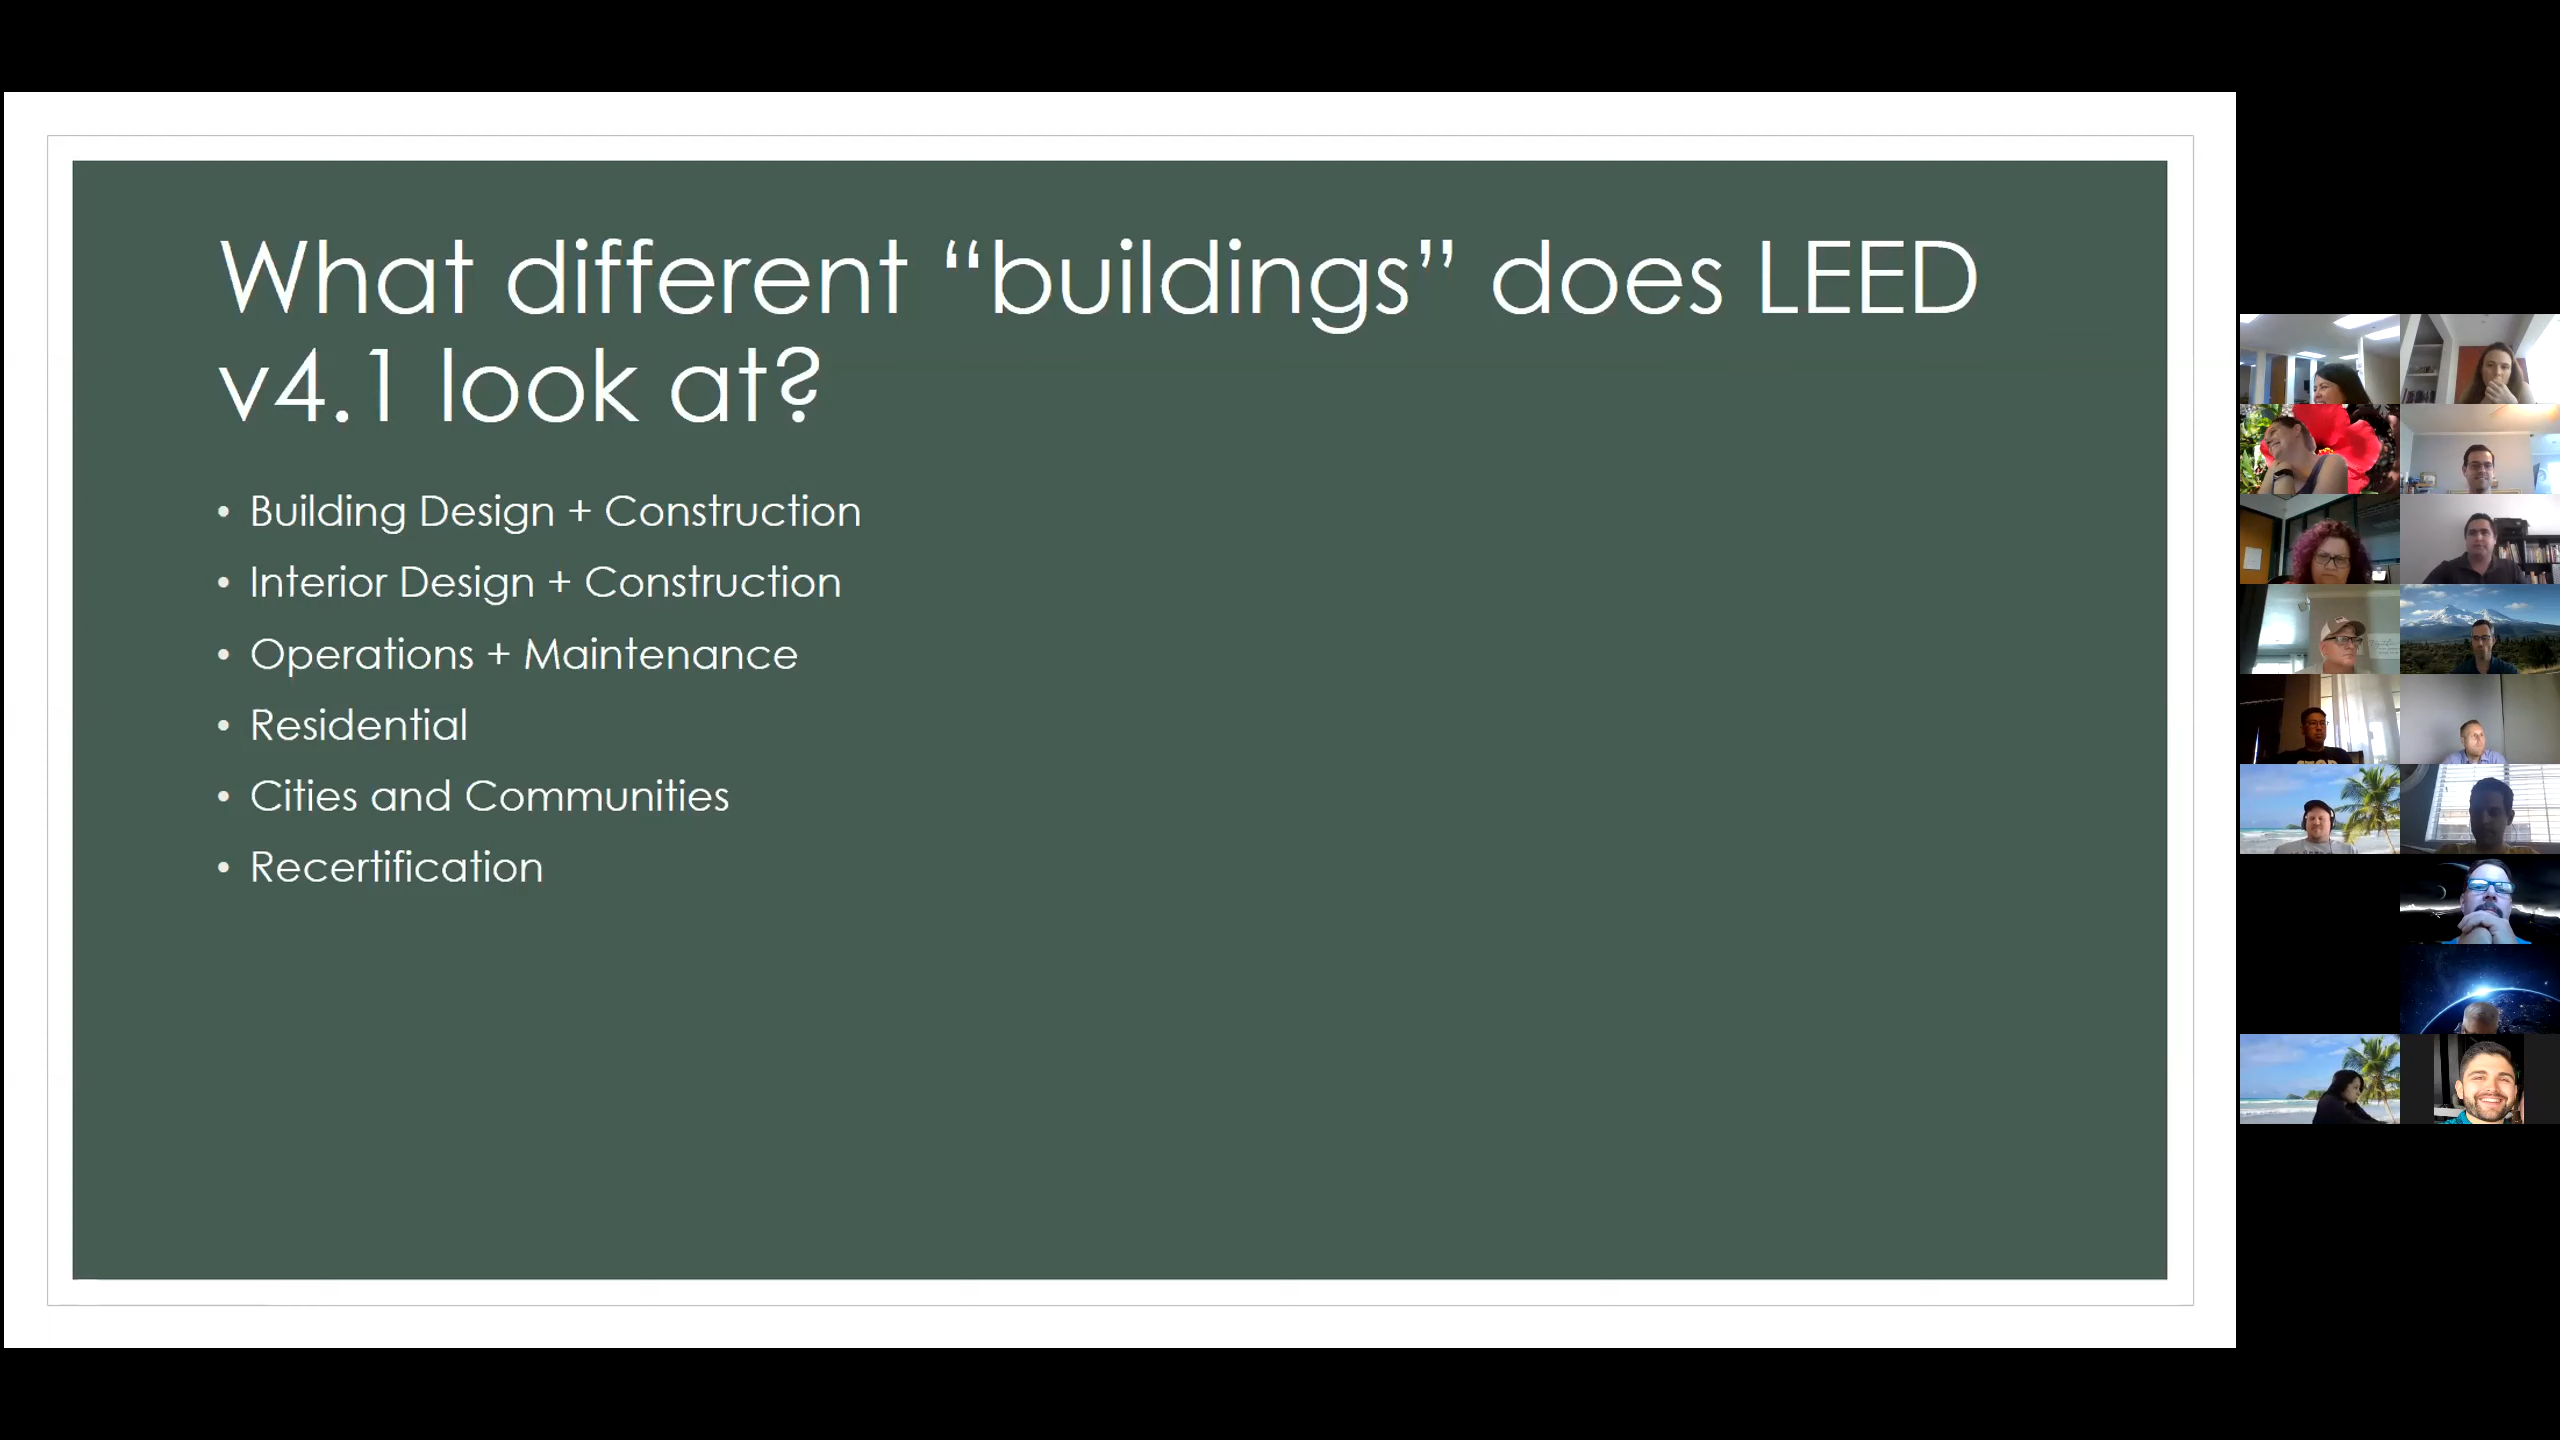 What different “buildings” does LEED
v4.1 look at?
• Building Design + Construction
• Interior Design + Construction
• Operations + Maintenance
• Residential
• Cities and Communities
• Recertification